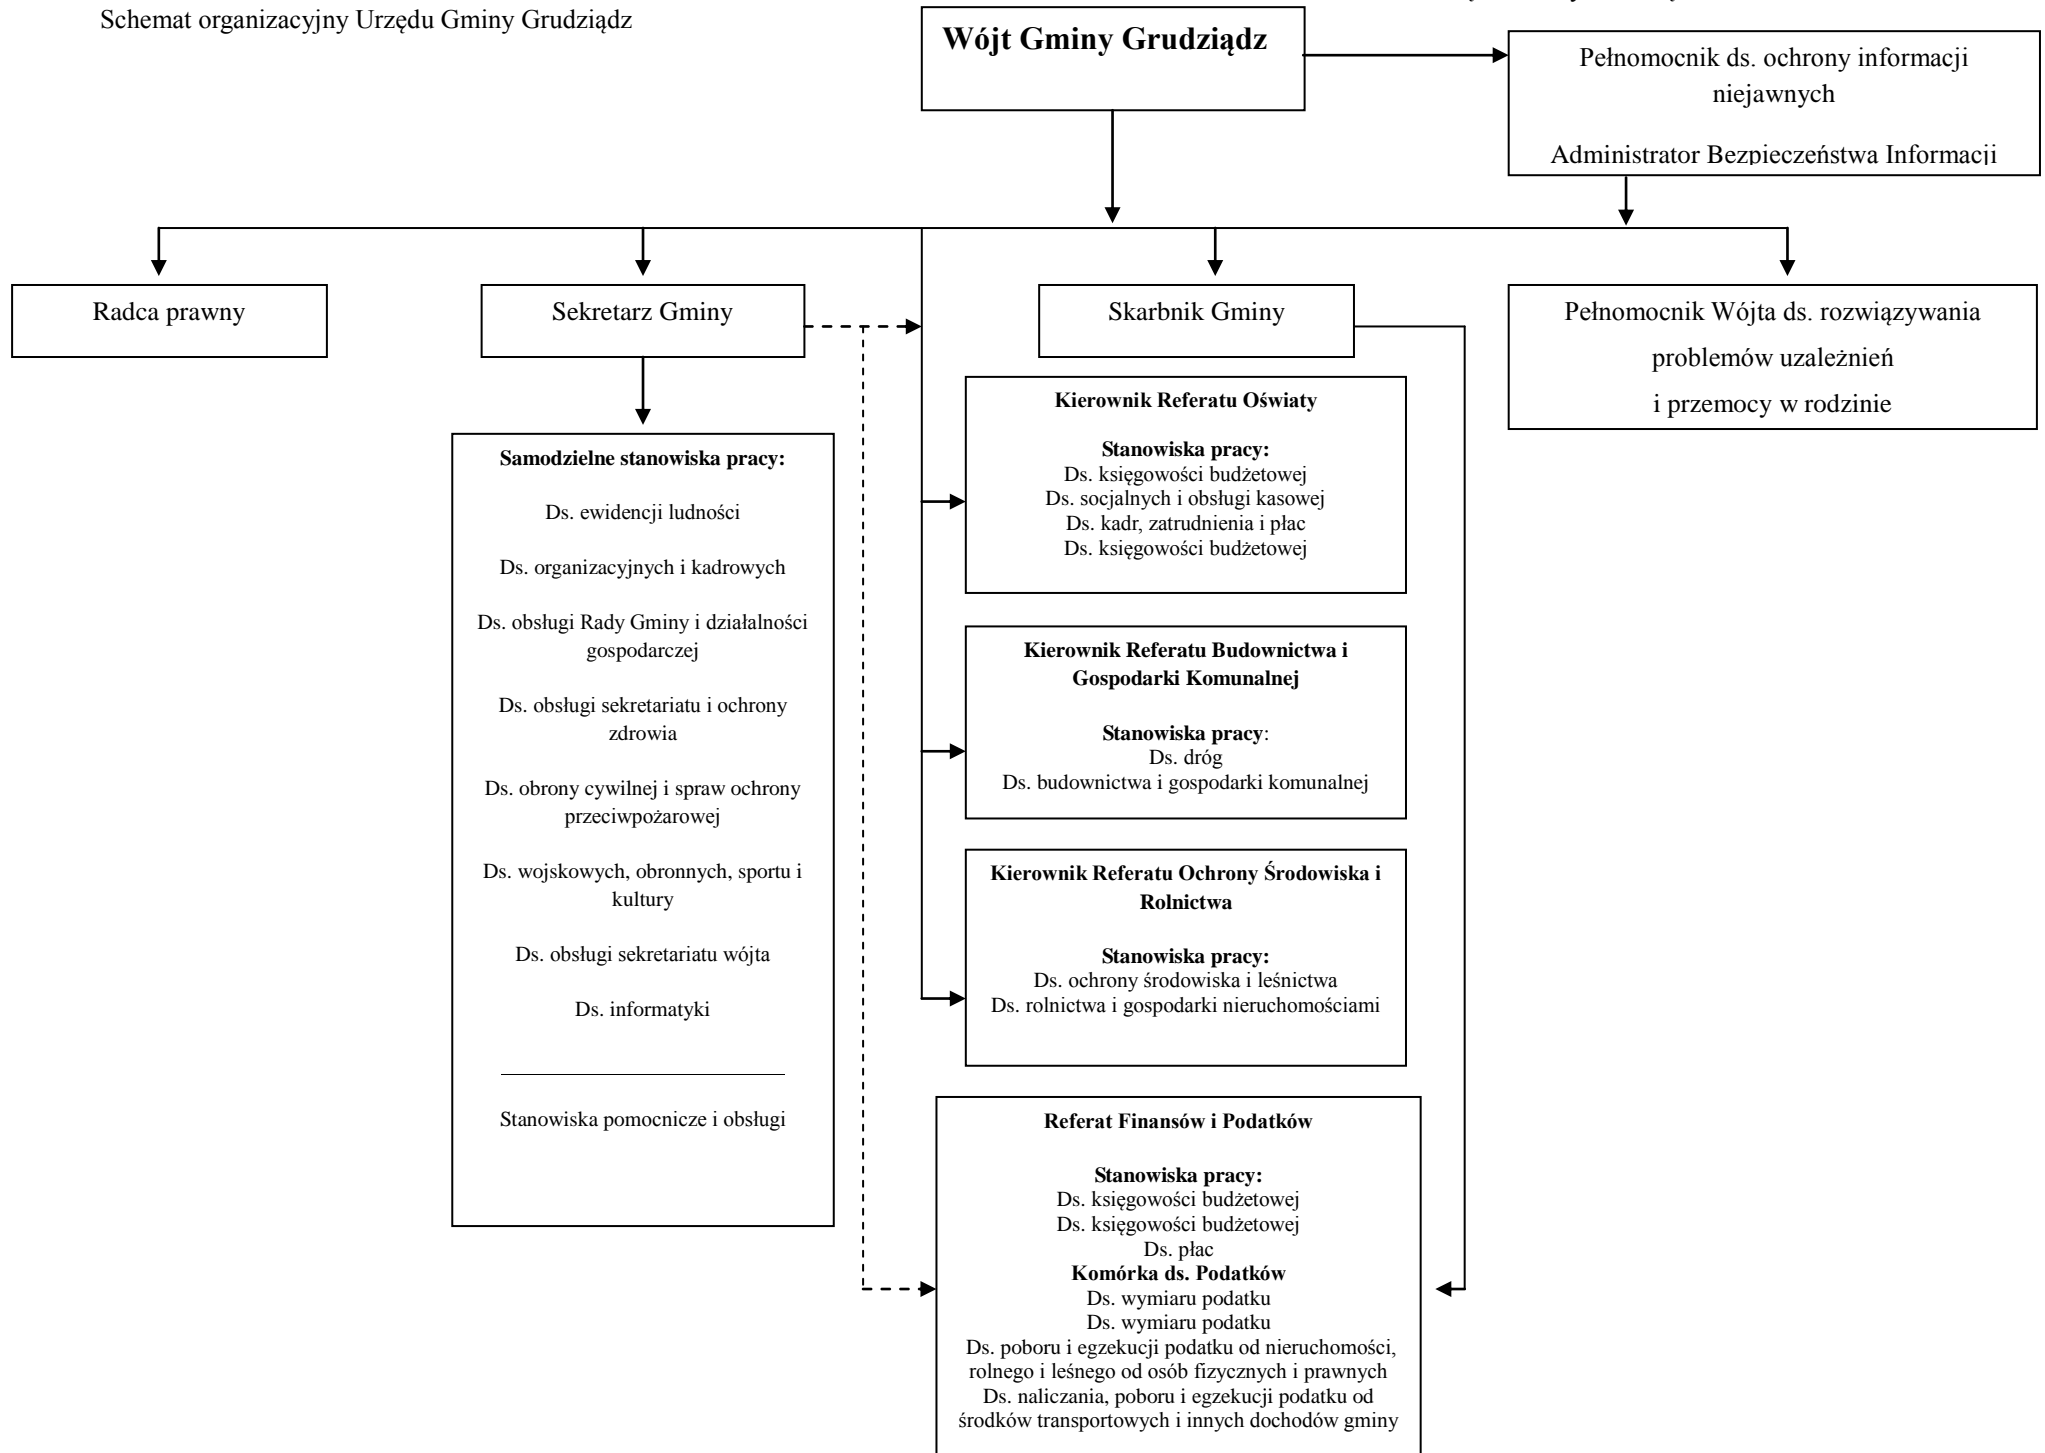 Schemat organizacyjny Urzędu Gminy Grudziądz
Wójt Gminy Grudziądz
Pełnomocnik ds. ochrony informacji
niejawnych
Administrator Bezpieczeństwa Informacji
Radca prawny
Sekretarz Gminy
Skarbnik Gminy
Pełnomocnik Wójta ds. rozwiązywania
problemów uzależnień
i przemocy w rodzinie
Samodzielne stanowiska pracy:
Ds. ewidencji ludności
Ds. organizacyjnych i kadrowych
Ds. obsługi Rady Gminy i działalności
gospodarczej
Ds. obsługi sekretariatu i ochrony
zdrowia
Ds. obrony cywilnej i spraw ochrony
przeciwpożarowej
Ds. wojskowych, obronnych, sportu i
kultury
Ds. obsługi sekretariatu wójta
Ds. informatyki
Stanowiska pomocnicze i obsługi
Kierownik Referatu Oświaty
Stanowiska pracy:
Ds. księgowości budżetowej
Ds. socjalnych i obsługi kasowej
Ds. kadr, zatrudnienia i płac
Ds. księgowości budżetowej
Kierownik Referatu Budownictwa i
Gospodarki Komunalnej
Stanowiska pracy:
Ds. dróg
Ds. budownictwa i gospodarki komunalnej
Kierownik Referatu Ochrony Środowiska i
Rolnictwa
Stanowiska pracy:
Ds. ochrony środowiska i leśnictwa
Ds. rolnictwa i gospodarki nieruchomościami
Referat Finansów i Podatków
Stanowiska pracy:
Ds. księgowości budżetowej
Ds. księgowości budżetowej
Ds. płac
Komórka ds. Podatków
Ds. wymiaru podatku
Ds. wymiaru podatku
Ds. poboru i egzekucji podatku od nieruchomości,
rolnego i leśnego od osób fizycznych i prawnych
Ds. naliczania, poboru i egzekucji podatku od
środków transportowych i innych dochodów gminy